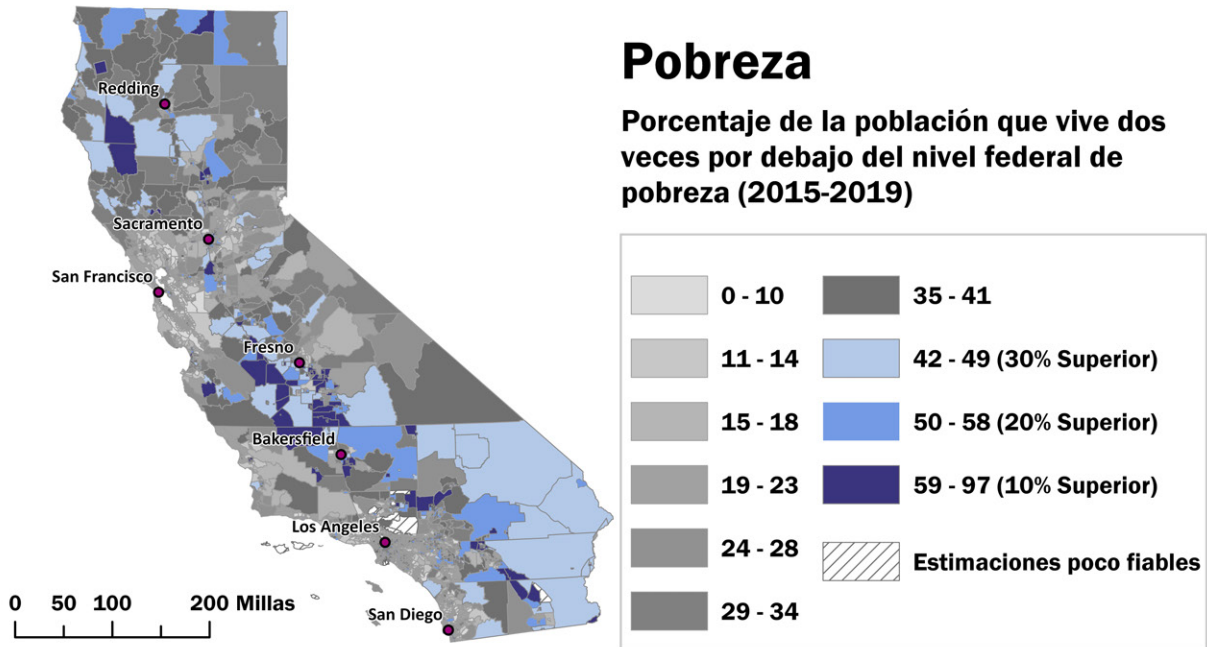 Redding
Sacramento
San Francisco
Fresno
Bakersfield
Los Angeles
San Diego
0 50 100 200 Millas
Pobreza
Porcentaje de la población que vive dos
veces por debajo del nivel federal de
pobreza (2015-2019)
0 - 10
11 - 14
15 - 18
19 - 23
24 - 28
29 - 34
35 - 41
42 - 49 (30% Superior)
50 - 58 (20% Superior)
59 - 97 (10% Superior)
Estimaciones poco fiables